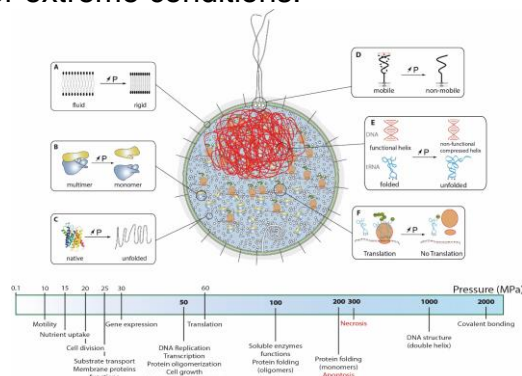 or extreme conditions.
A
P
fluid
rigid
B
P
multimer
monomer
C
P
native
unfolded
D
P
mobile
non-mobile
E
DNA
functional helix
P
non-functional
compressed helix
tRNA
folded
unfolded
F
P
Translation
No Translation
Pressure (MPa)
0.1 10 15 20 25 30 50 60 100 200 300 1000 2000
Motility
Nutrient uptake
Cell division
Substrate transport
Membrane proteins
functions
Gene expression
Translation
DNA Replication
Transcription
Protein oligomerization
Cell growth
Soluble enzymes
functions
Protein folding
(oligomers)
Necrosis
Protein folding
(monomers)
Apoptosis
DNA structure
(double helix)
Covalent bonding